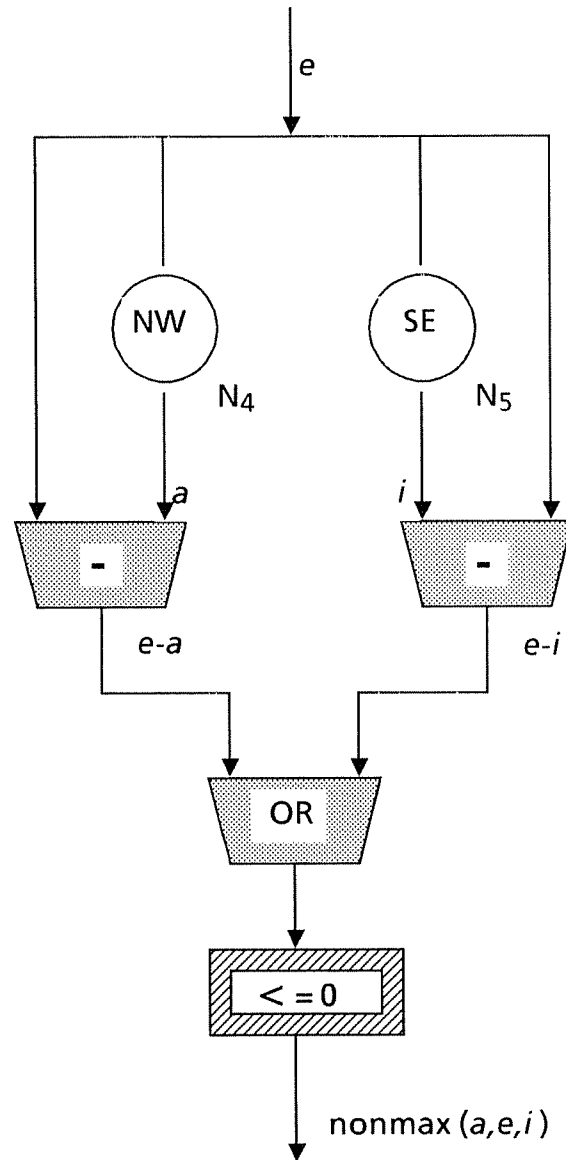 e
NW
SE
N4
N5
a
i
-
-
e-a
e-i
OR
< = 0
nonmax (a,e,i)